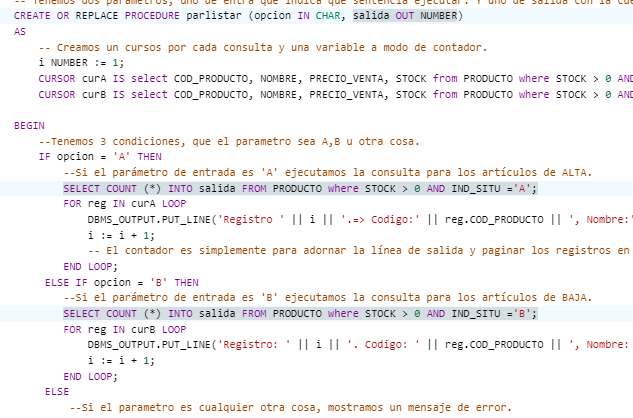 -- Tenemos dos parámetros, uno de entra que indica que sentencia ejecutar. Y uno de salida con la cue
CREATE OR REPLACE PROCEDURE parlistar (opcion IN CHAR, salida OUT NUMBER)
AS
-- Creamos un cursos por cada consulta y una variable a modo de contador.
i NUMBER := 1;
CURSOR curA IS select COD_PRODUCTO, NOMBRE, PRECIO_VENTA, STOCK from PRODUCTO where STOCK > 0 AND
CURSOR curB IS select COD_PRODUCTO, NOMBRE, PRECIO_VENTA, STOCK from PRODUCTO where STOCK > 0 AND
BEGIN
--Tenemos 3 condiciones, que el parametro sea A,B u otra cosa.
IF opcion = 'A' THEN
--Si el parámetro de entrada es 'A' ejecutamos la consulta para los artículos de ALTA.
SELECT COUNT (*) INTO salida FROM PRODUCTO where STOCK > 0 AND IND_SITU ='A';
FOR reg IN curA LOOP
DBMS_OUTPUT.PUT_LINE('Registro ' || i || '.=> Codigo:' || reg.COD_PRODUCTO || ', Nombre:'
i := i + 1;
-- El contador es simplemente para adornar la línea de salida y paginar los registros en
END LOOP;
ELSE IF opcion = 'B' THEN
--Si el parámetro de entrada es 'B' ejecutamos la consulta para los artículos de BAJA.
SELECT COUNT (*) INTO salida FROM PRODUCTO where STOCK > 0 AND IND_SITU ='B';
FOR reg IN curB LOOP
DBMS_OUTPUT.PUT_LINE('Registro: ' || i || '. Codigo: ' || reg.COD_PRODUCTO || ', Nombre:
i := i + 1;
END LOOP;
ELSE
--Si el parametro es cualquier otra cosa, mostramos un mensaje de error.